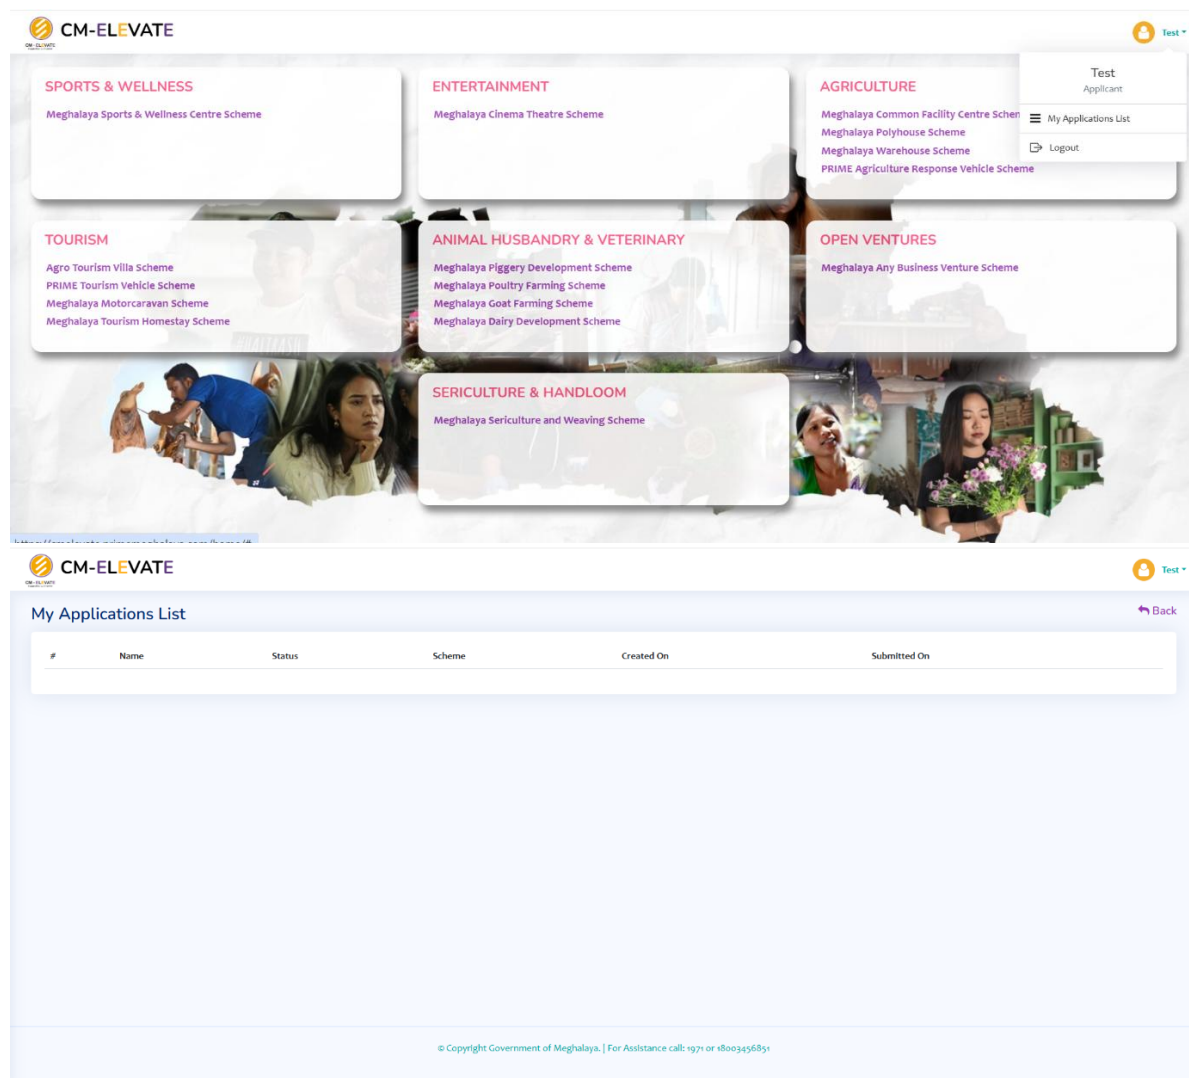 CM-ELEVATE
Test
Test
Applicant
My Applications List
Logout
SPORTS & WELLNESS
Meghalaya Sports & Wellness Centre Scheme
ENTERTAINMENT
Meghalaya Cinema Theatre Scheme
AGRICULTURE
Meghalaya Common Facility Centre Schem
Meghalaya Polyhouse Scheme
Meghalaya Warehouse Scheme
PRIME Agriculture Response Vehicle Scheme
TOURISM
Agro Tourism Villa Scheme
PRIME Tourism Vehicle Scheme
Meghalaya Motorcaravan Scheme
Meghalaya Tourism Homestay Scheme
ANIMAL HUSBANDRY & VETERINARY
Meghalaya Piggery Development Scheme
Meghalaya Poultry Farming Scheme
Meghalaya Goat Farming Scheme
Meghalaya Dairy Development Scheme
OPEN VENTURES
Meghalaya Any Business Venture Scheme
SERICULTURE & HANDLOOM
Meghalaya Sericulture and Weaving Scheme
CM-ELEVATE
Test
My Applications List
Back
# Name Status Scheme Created On Submitted On
© Copyright Government of Meghalaya. | For Assistance call: 1971 or 18003456851